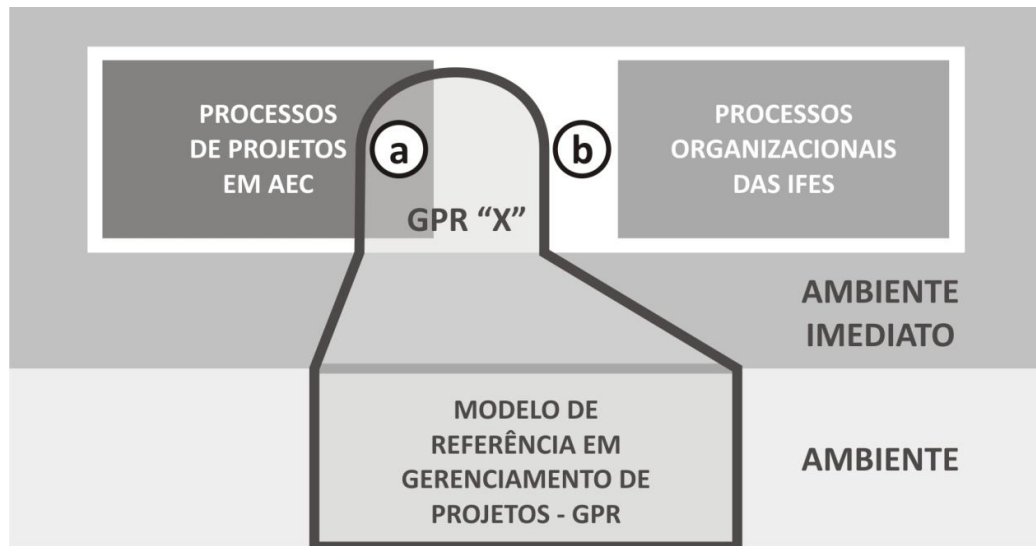 PROCESSOS
DE PROJETOS
EM AEC
a
b
PROCESSOS
ORGANIZACIONAIS
DAS IFES
GPR “X”
AMBIENTE
IMEDIATO
MODELO DE
REFERÊNCIA EM
GERENCIAMENTO DE
PROJETOS - GPR
AMBIENTE